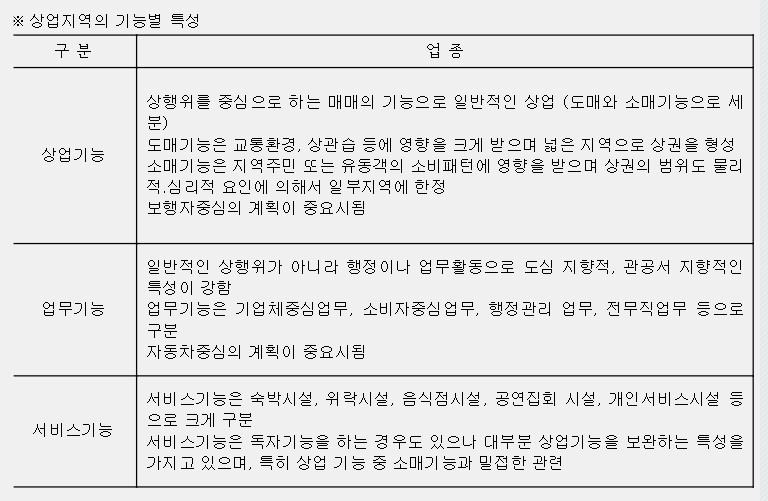 ※ 상업지역의 기능별 특성
구 분
업 종
상업기능
상행위를 중심으로 하는 매매의 기능으로 일반적인 상업 (도매와 소매기능으로 세
분)
도매기능은 교통환경, 상관습 등에 영향을 크게 받으며 넓은 지역으로 상권을 형성
소매기능은 지역주민 또는 유동객의 소비패턴에 영향을 받으며 상권의 범위도 물리
적.심리적 요인에 의해서 일부지역에 한정
보행자중심의 계획이 중요시됨
업무기능
일반적인 상행위가 아니라 행정이나 업무활동으로 도심 지향적, 관공서 지향적인
특성이 강함
업무기능은 기업체중심업무, 소비자중심업무, 행정관리 업무, 전무직업무 등으로
구분
자동차중심의 계획이 중요시됨
서비스기능
서비스기능은 숙박시설, 위락시설, 음식점시설, 공연집회 시설, 개인서비스시설 등
으로 크게 구분
서비스기능은 독자기능을 하는 경우도 있으나 대부분 상업기능을 보완하는 특성을
가지고 있으며, 특히 상업 기능 중 소매기능과 밀접한 관련